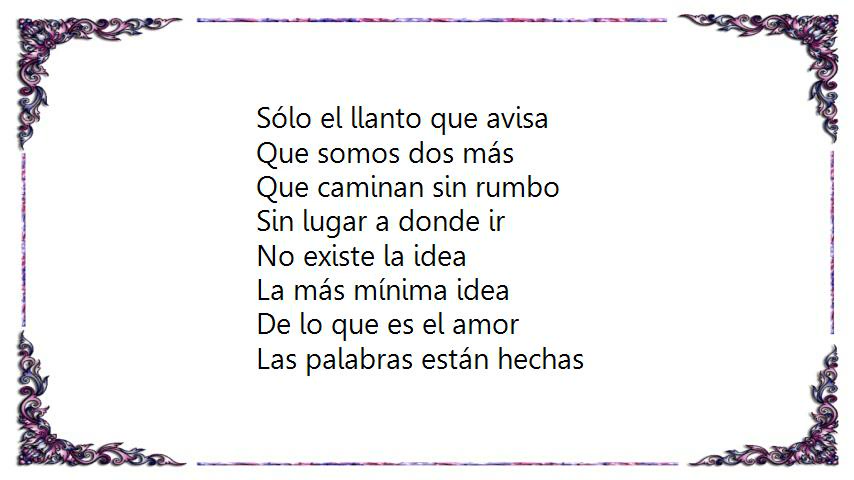 Sólo el llanto que avisa
Que somos dos más
Que caminan sin rumbo
Sin lugar a donde ir
No existe la idea
La más mínima idea
De lo que es el amor
Las palabras están hechas